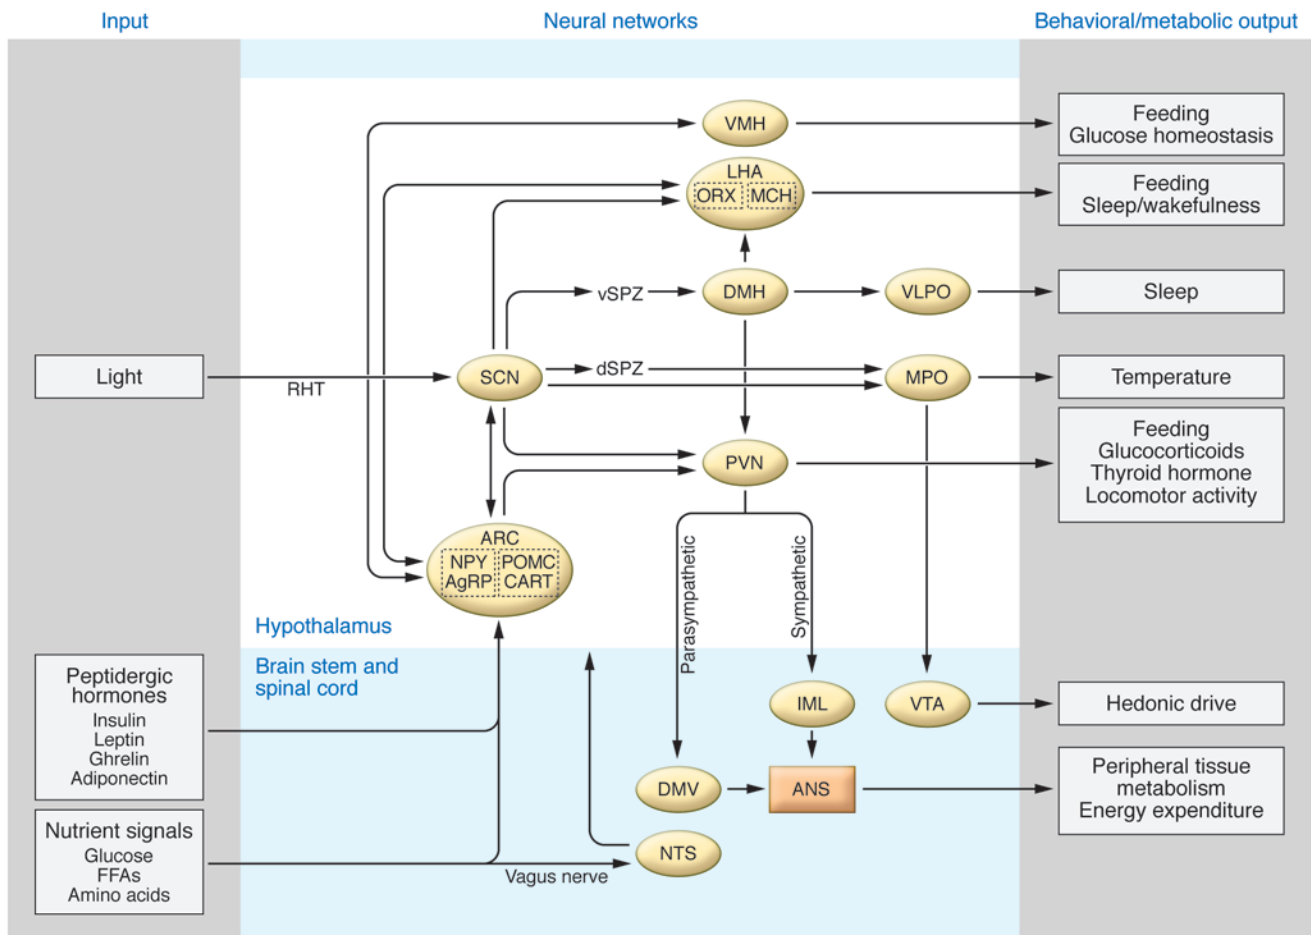 Input
Neural networks
Behavioral/metabolic output
VMH
Feeding
Glucose homeostasis
LHA
ORX
MCH
Feeding
Sleep/wakefulness
vSPZ
DMH
VLPO
Sleep
Light
RHT
SCN
dSPZ
MPO
Temperature
PVN
Feeding
Glucocorticoids
Thyroid hormone
Locomotor activity
ARC
NPY
AgRP
POMC
CART
Parasympathetic
Sympathetic
Hypothalamus
Brain stem and
spinal cord
Peptidergic
hormones
Insulin
Leptin
Ghrelin
Adiponectin
IML
VTA
Hedonic drive
DMV
ANS
Peripheral tissue
metabolism
Energy expenditure
Nutrient signals
Glucose
FFAs
Amino acids
Vagus nerve
NTS